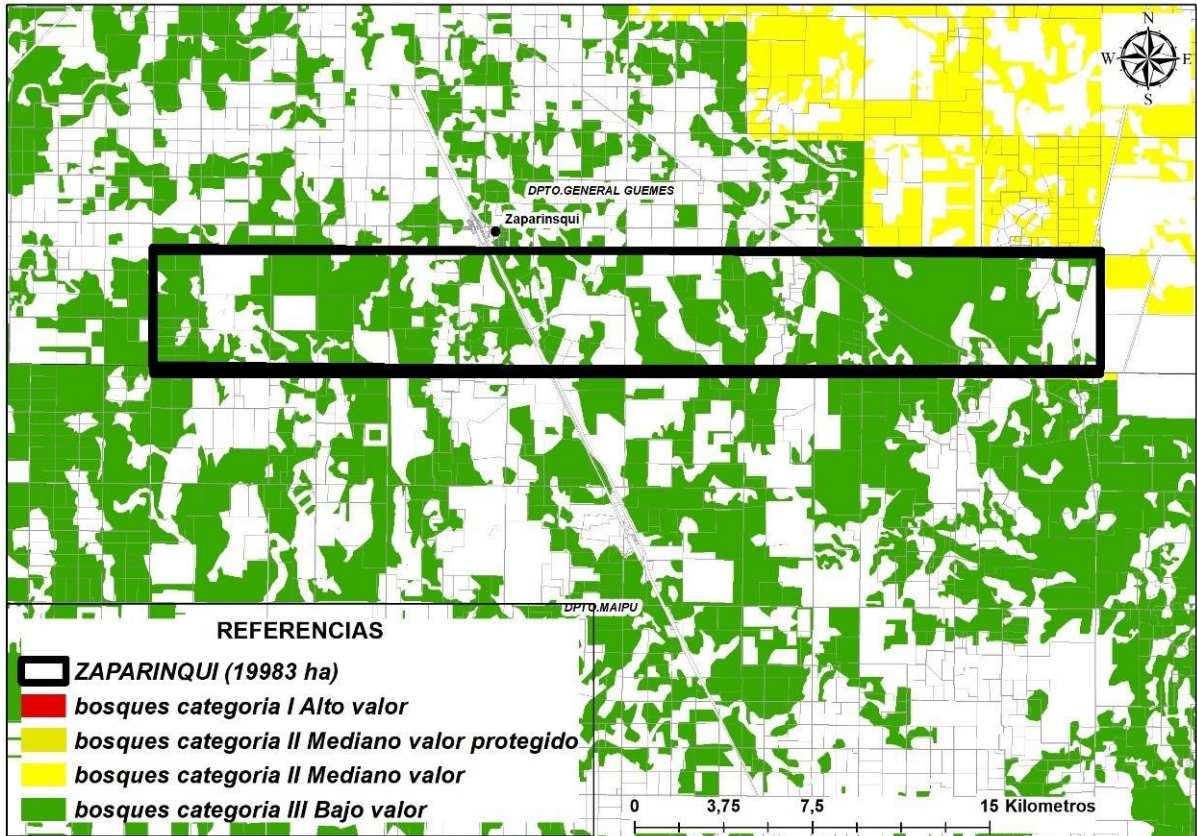 N
W E
S
DPTO.GENERAL GUEMES
Zaparinsqui
DPTO.MAIPU
REFERENCIAS
ZAPARINQUI (19983 ha)
bosques categoria I Alto valor
bosques categoria II Mediano valor protegido
bosques categoria II Mediano valor
bosques categoria III Bajo valor
0 3,75 7,5 15 Kilometros